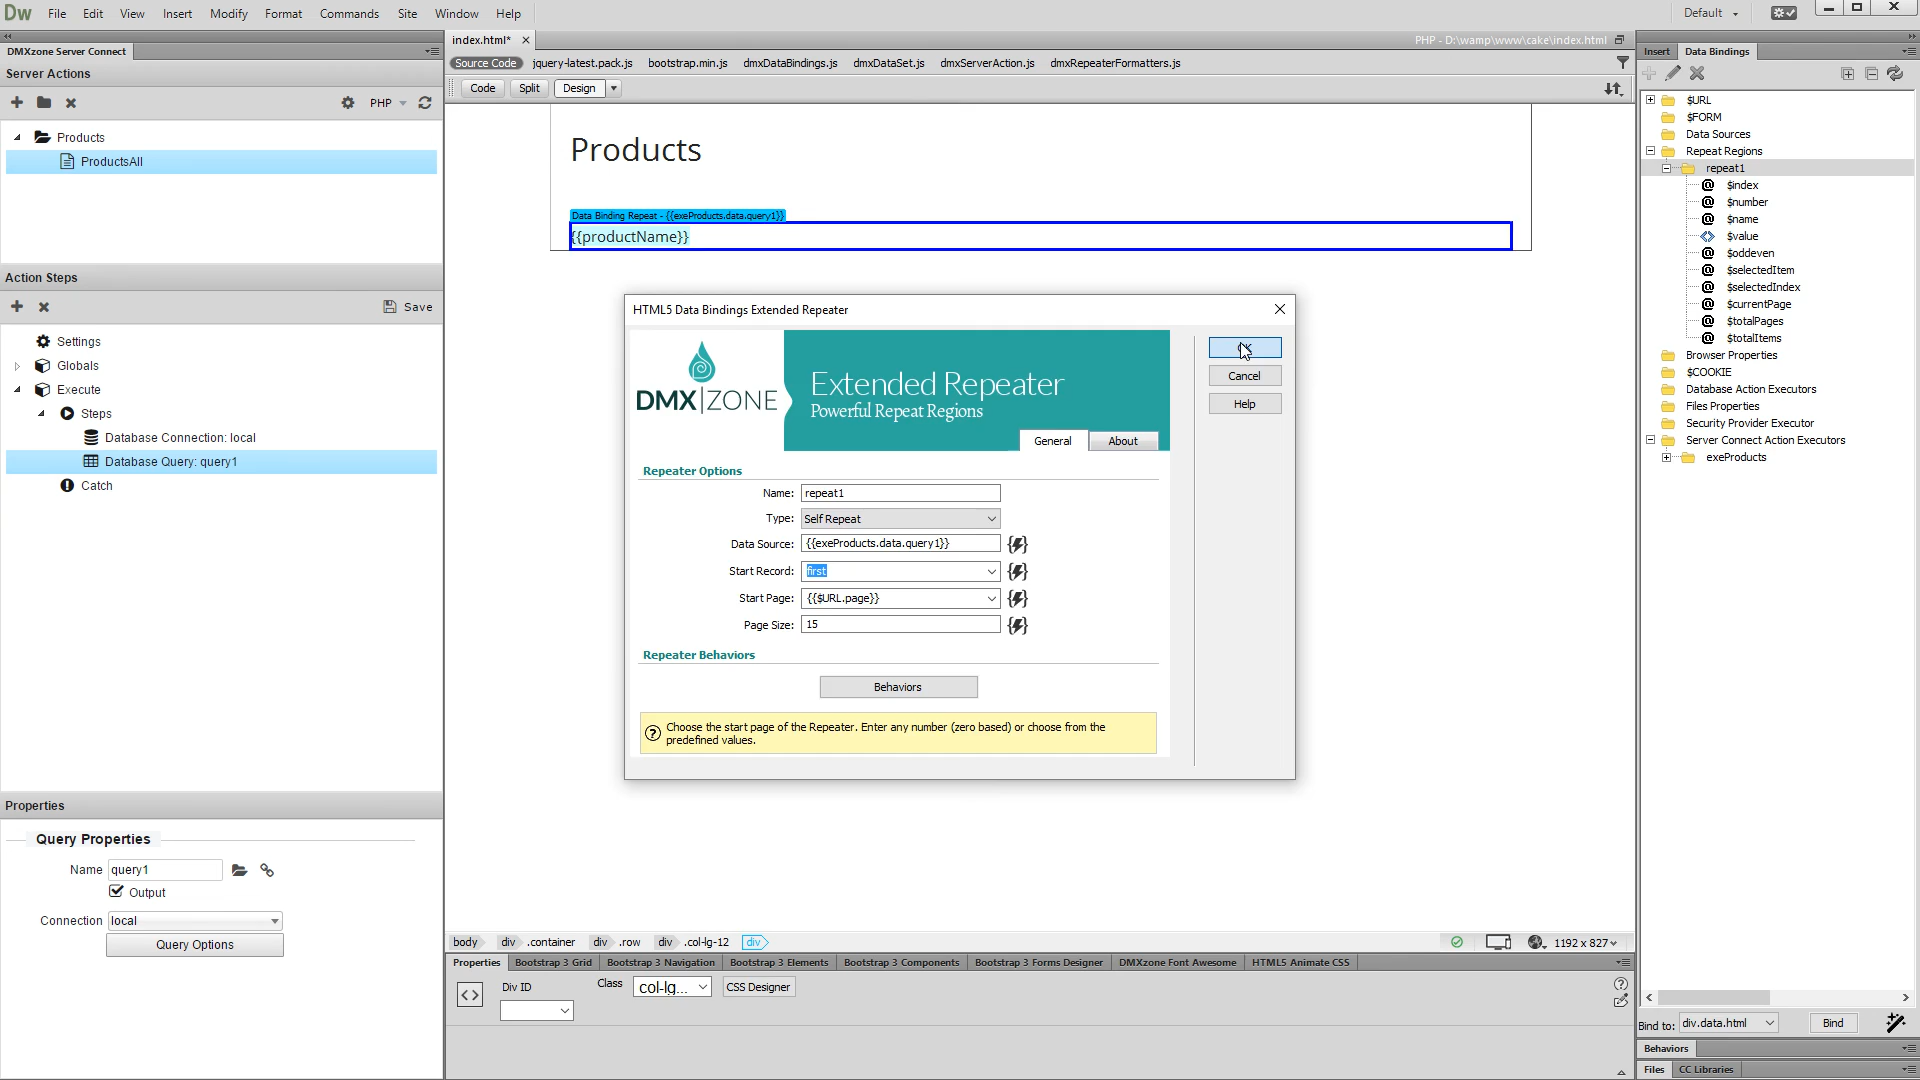 Dw File Edit View Insert Modify Format Commands Site Window Help Default
DMXzone Server Connect
Server Actions
PHP
Products
ProductsAll
Action Steps
Save
Settings
Globals
Execute
Steps
Database Connection: local
Database Query: query1
Catch
Properties
Query Properties
Name query1
Output
Connection local
Query Options
index.html* PHP - D:\wamp\www\cake\index.html
Source Code jquery-latest.pack.js bootstrap.min.js dmxDataBindings.js dmxDataSet.js dmxServerAction.js dmxRepeaterFormatters.js
Code Split Design
Products
Data Binding Repeat - {{exeProducts.data.query1}}
{{productName}}
HTML5 Data Bindings Extended Repeater
DMX|ZONE
Extended Repeater
Powerful Repeat Regions
General About
Cancel
Help
Repeater Options
Name: repeat1
Type: Self Repeat
Data Source: {{exeProducts.data.query1}}
Start Record: first
Start Page: {{$URL.page}}
Page Size: 15
Repeater Behaviors
Behaviors
Choose the start page of the Repeater. Enter any number (zero based) or choose from the
predefined values.
body div .container div .row div .col-lg-12 div 1192 x 827
Properties Bootstrap 3 Grid Bootstrap 3 Navigation Bootstrap 3 Elements Bootstrap 3 Components Bootstrap 3 Forms Designer DMXzone Font Awesome HTML5 Animate CSS
Div ID Class col-lg... CSS Designer
Insert Data Bindings
$URL
$FORM
Data Sources
Repeat Regions
repeat1
$index
$number
$name
$value
$oddeven
$selectedItem
$selectedIndex
$currentPage
$totalPages
$totalItems
Browser Properties
$COOKIE
Database Action Executors
Files Properties
Security Provider Executor
Server Connect Action Executors
exeProducts
Bind to: div.data.html Bind
Behaviors
Files CC Libraries